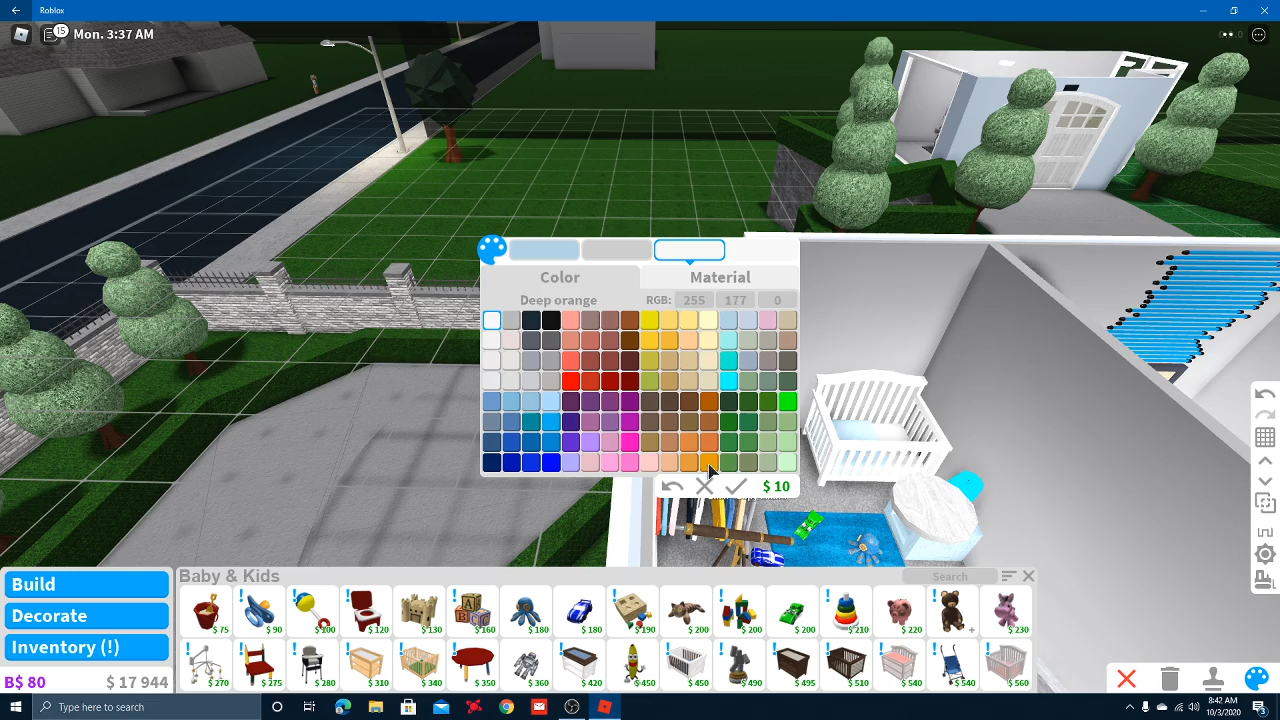 Roblox
15
Mon. 3:37 AM
Color
Material
Deep orange
RGB: 255 177 0
$ 10
Build
Decorate
Inventory (!)
B$ 80
$ 17 944
Baby & Kids
Search
$ 75
$ 90
$ 100
$ 120
$ 130
$ 160
$ 180
$ 180
$ 190
$ 200
$ 200
$ 200
$ 210
$ 220
$ 230
$ 270
$ 275
$ 280
$ 310
$ 340
$ 350
$ 360
$ 420
$ 450
$ 450
$ 490
$ 495
$ 510
$ 540
$ 540
$ 560
Type here to search
8:42 AM
10/3/2020
3